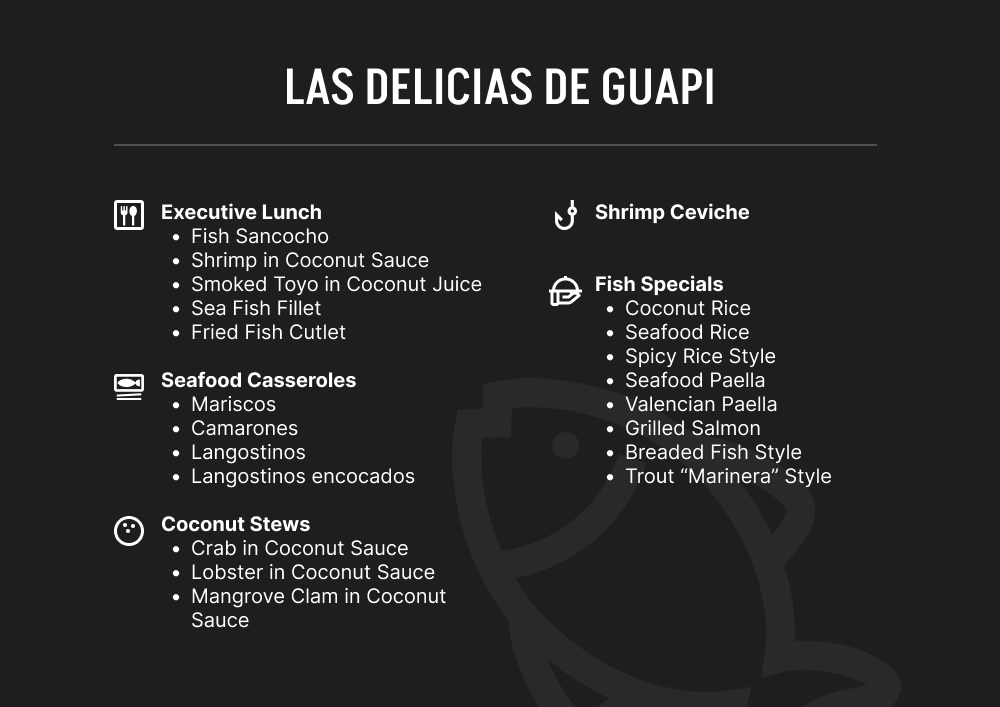 LAS DELICIAS DE GUAPI
Executive Lunch
• Fish Sancocho
• Shrimp in Coconut Sauce
• Smoked Toyo in Coconut Juice
• Sea Fish Fillet
• Fried Fish Cutlet
Seafood Casseroles
• Mariscos
• Camarones
• Langostinos
• Langostinos encocados
Coconut Stews
• Crab in Coconut Sauce
• Lobster in Coconut Sauce
• Mangrove Clam in Coconut
Sauce
Shrimp Ceviche
Fish Specials
• Coconut Rice
• Seafood Rice
• Spicy Rice Style
• Seafood Paella
• Valencian Paella
• Grilled Salmon
• Breaded Fish Style
• Trout “Marinera” Style